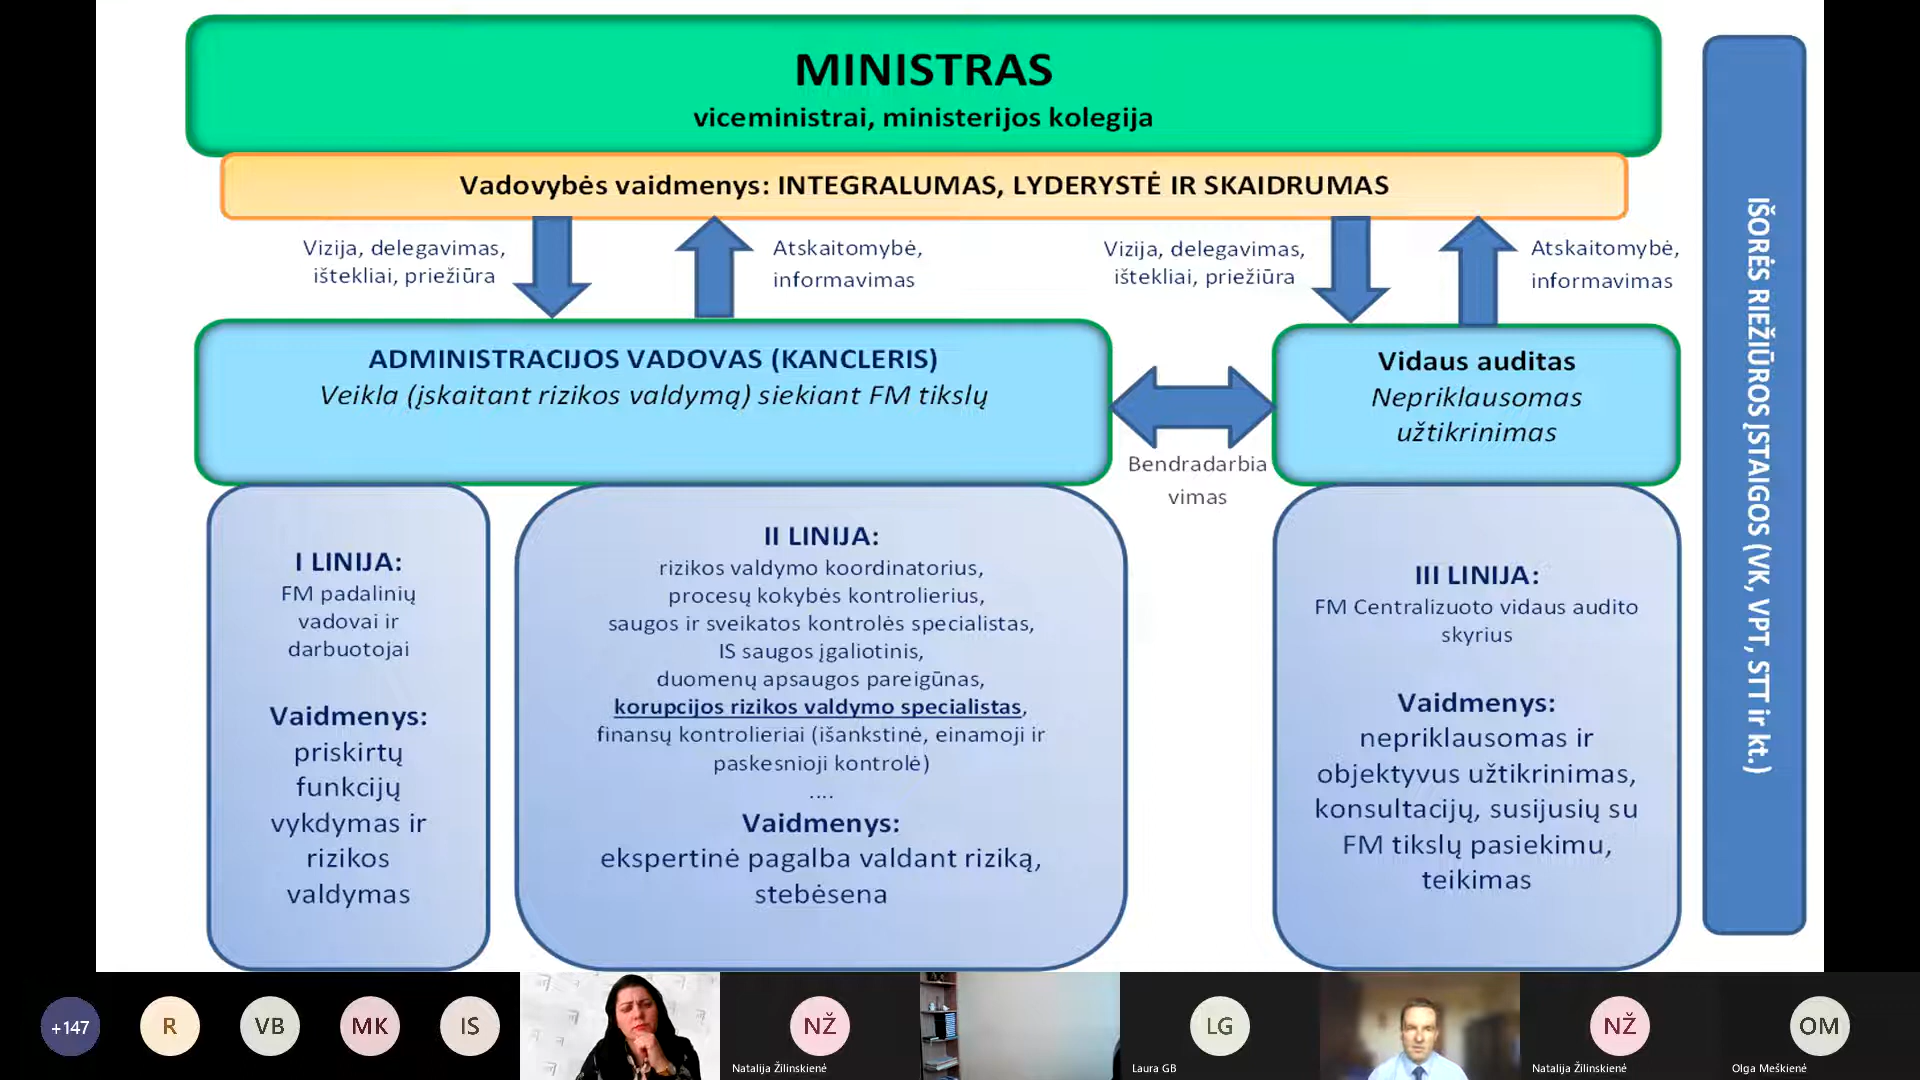 MINISTRAS
viceministrai, ministerijos kolegija
Vadovybės vaidmenys: INTEGRALUMAS, LYDERYSTĖ IR SKAIDRUMAS
Vizija, delegavimas,
ištekliai, priežiūra
Atskaitomybė,
informavimas
Vizija, delegavimas,
ištekliai, priežiūra
Atskaitomybė,
informavimas
ADMINISTRACIJOS VADOVAS (KANCLERIS)
Veikla (įskaitant rizikos valdymą) siekiant FM tikslų
Bendradarbia
vimas
Vidaus auditas
Nepriklausomas
užtikrinimas
I LINIJA:
FM padalinių
vadovai ir
darbuotojai
Vaidmenys:
priskirtų
funkcijų
vykdymas ir
rizikos
valdymas
II LINIJA:
rizikos valdymo koordinatorius,
procesų kokybės kontrolierius,
saugos ir sveikatos kontrolės specialistas,
IS saugos įgaliotinis,
duomenų apsaugos pareigūnas,
korupcijos rizikos valdymo specialistas,
finansų kontrolieriai (išankstinė, einamoji ir
paskesnioji kontrolė)
....
Vaidmenys:
ekspertinė pagalba valdant riziką,
stebėsena
III LINIJA:
FM Centralizuoto vidaus audito
skyrius
Vaidmenys:
nepriklausomas ir
objektyvus užtikrinimas,
konsultacijų, susijusių su
FM tikslų pasiekimu,
teikimas
IŠORĖS RIEŽIŪROS ĮSTAIGOS (VK, VPT, STT ir kt.)
+147
R
VB
MK
IS
NŽ
Natalija Žilinskienė
LG
Laura GB
NŽ
Natalija Žilinskienė
OM
Olga Meškienė